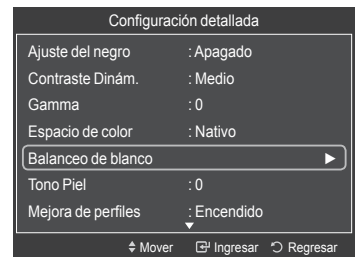 Configuración detallada
Ajuste del negro : Apagado
Contraste Dinám. : Medio
Gamma : 0
Espacio de color : Nativo
Balanceo de blanco
Tono Piel : 0
Mejora de perfiles : Encendido
Mover Ingresar Regresar